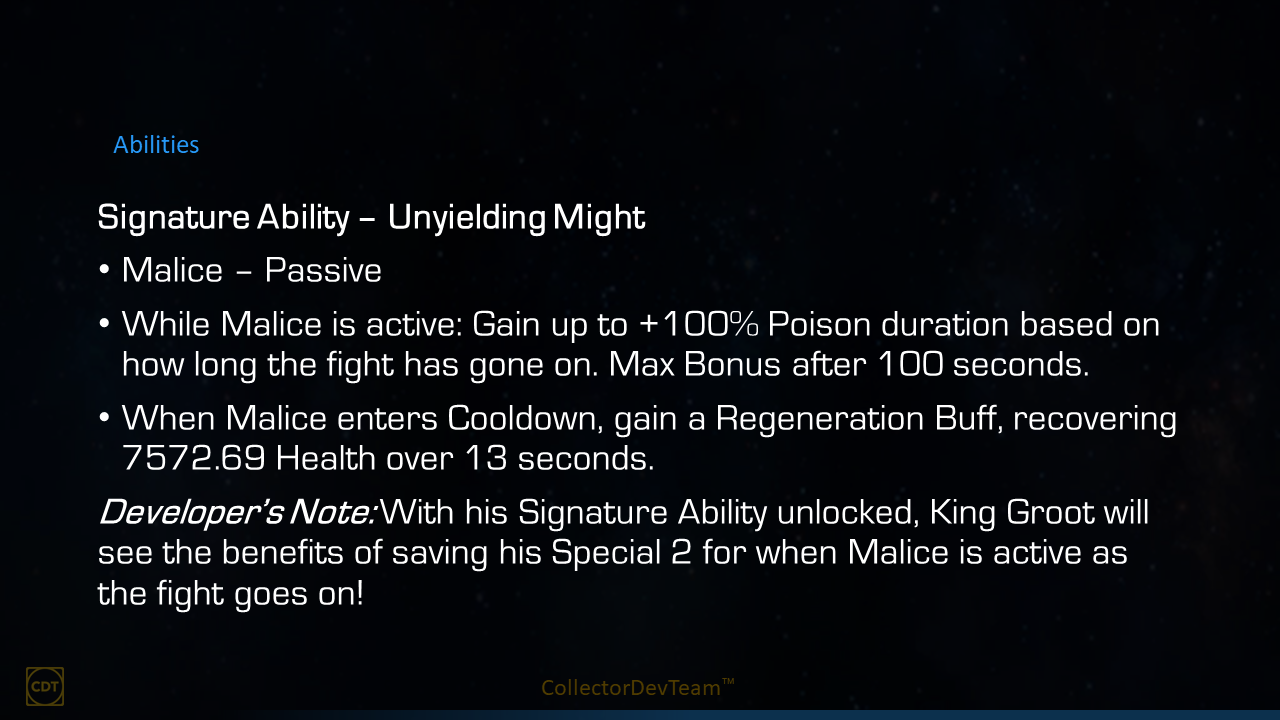 Abilities
Signature Ability – Unyielding Might
• Malice – Passive
• While Malice is active: Gain up to +100% Poison duration based on
how long the fight has gone on. Max Bonus after 100 seconds.
• When Malice enters Cooldown, gain a Regeneration Buff, recovering
7572.69 Health over 13 seconds.
Developer's Note: With his Signature Ability unlocked, King Groot will
see the benefits of saving his Special 2 for when Malice is active as
the fight goes on!
CDT
CollectorDevTeam™